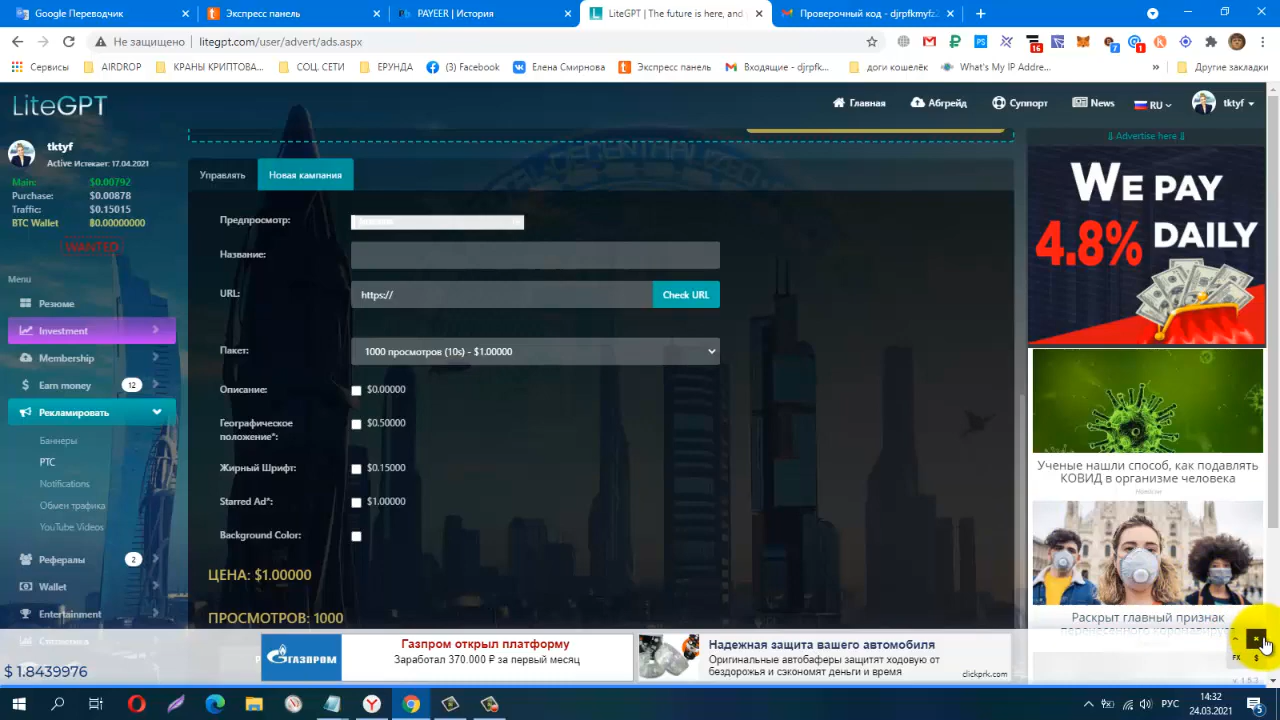 Google Переводчик
Экспресс панель
PAYEER | История
LiteGPT | The future is here, and
Проверочный код - djrpfkmyfz
Не защищено | litegpt.com/user/advert/ads.aspx
Сервисы
AIRDROP
КРАНЫ КРИПТОВА...
СОЦ. СЕТИ
ЕРУНДА
(3) Facebook
Елена Смирнова
Экспресс панель
Входящие - djrpfk...
доги кошелёк
What's My IP Addre...
»
Другие закладки
LiteGPT
Главная
Абгрейд
Суппорт
News
RU
tktyf
tktyf
Active Истекает: 17.04.2021
Main: $0.00792
Purchase: $0.00878
Traffic: $0.15015
BTC Wallet ฿0.00000000
WANTED
Menu
Резюме
Investment
Membership
Earn money 12
Рекламировать
Баннеры
PTC
Notifications
Обмен трафика
YouTube Videos
Рефералы 2
Wallet
Entertainment
Статистика
$ 1.8439976
Управлять
Новая кампания
Предпросмотр:
Название:
URL:
https://
Check URL
Пакет:
1000 просмотров (10s) - $1.00000
Описание:
$0.00000
Географическое
положение*:
$0.50000
Жирный Шрифт:
$0.15000
Starred Ad*:
$1.00000
Background Color:
ЦЕНА: $1.00000
ПРОСМОТРОВ: 1000
⇓ Advertise here ⇓
WE PAY
4.8% DAILY
Ученые нашли способ, как подавлять
КОВИД в организме человека
Раскрыт главный признак
ГАЗПРОМ
Газпром открыл платформу
Заработал 370.000 ₽ за первый месяц
Надежная защита вашего автомобиля
Оригинальные автобаферы защитят ходовую от
бездорожья и сэкономят деньги и время
clickprk.com
FX $
v 1.5.2
РУС
14:32
24.03.2021
5